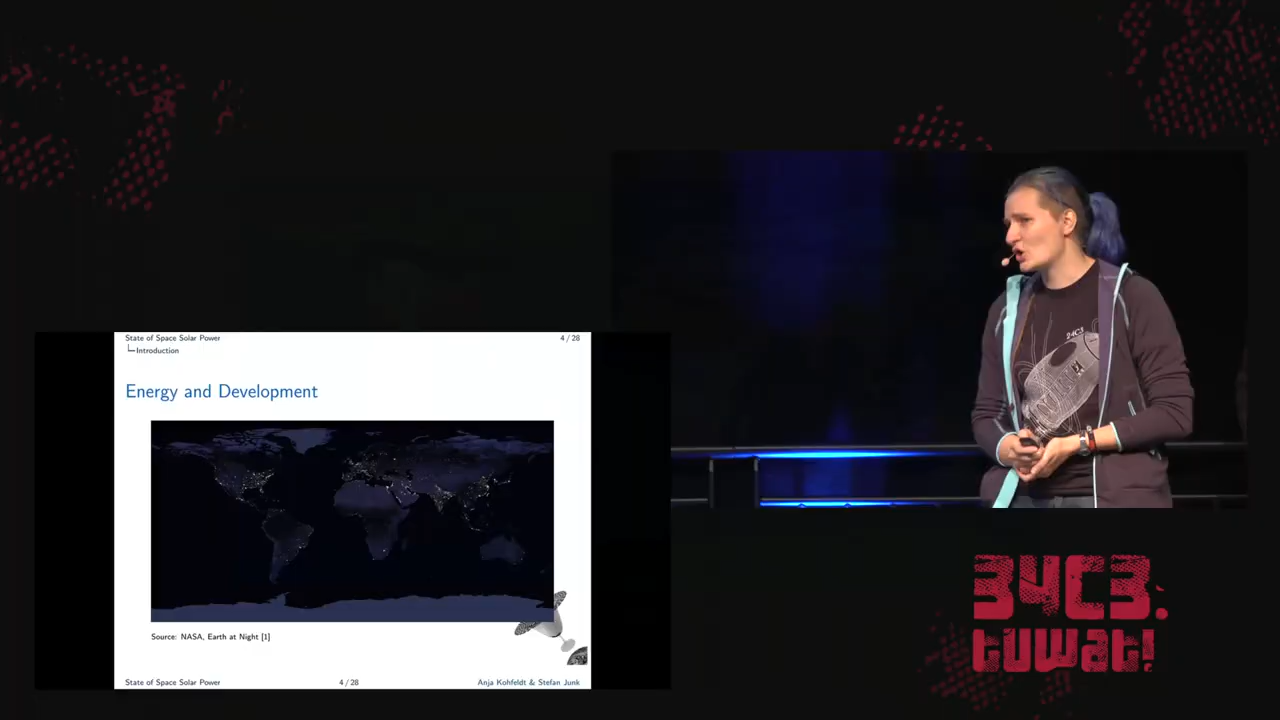 State of Space Solar Power
4 / 28
Introduction
Energy and Development
Source: NASA, Earth at Night [1]
State of Space Solar Power
4 / 28
Anja Kohfeldt & Stefan Junk
34C3
34C3.
tuwat!